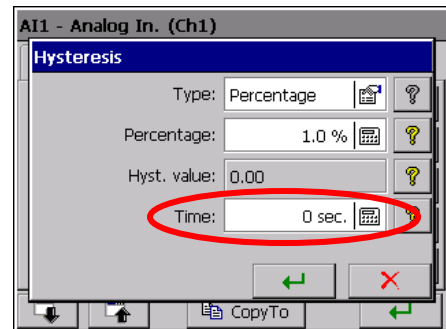 AI1 - Analog In. (Ch1)
Hysteresis
Type: Percentage ?
Percentage: 1.0 % ?
Hyst. value: 0.00 ?
Time: 0 sec. ?
CopyTo